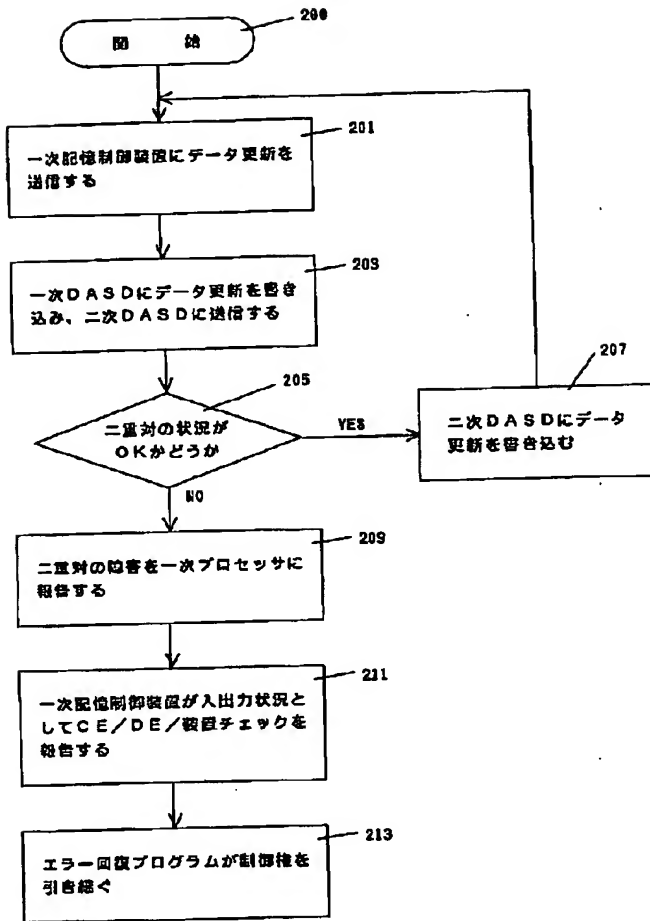 200
開 始
201
一次記憶制御装置にデータ更新を
送信する
203
一次DASDにデータ更新を書き
込み、二次DASDに送信する
205
二重対の状況が
OKかどうか
YES
207
二次DASDにデータ
更新を書き込む
NO
209
二重対の障害を一次プロセッサに
報告する
211
一次記憶制御装置が入出力状況と
してCE/DE/装置チェックを
報告する
213
エラー回復プログラムが制御権を
引き継ぐ